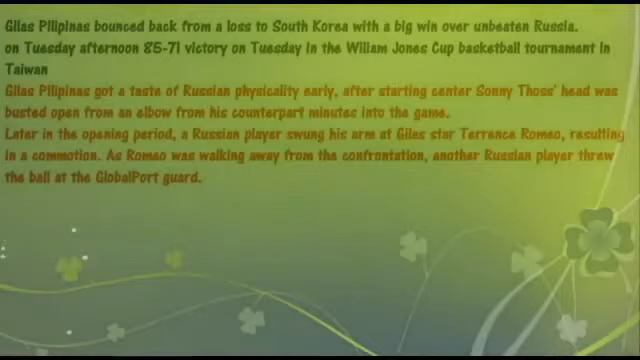 Gilas Pilipinas bounced back from a loss to South Korea with a big win over unbeaten Russia.
on Tuesday afternoon 85-71 victory on Tuesday in the Wiliam Jones Cup basketball tournament in
Taiwan
Gilas Pilipinas got a taste of Russian physicality early, after starting center Sonny Thoss' head was
busted open from an elbow from his counterpart minutes into the game.
Later in the opening period, a Russian player swung his arm at Gilas star Terrence Romeo, resulting
in a commotion. As Romeo was walking away from the confrontation, another Russian player threw
the ball at the GlobalPort guard.